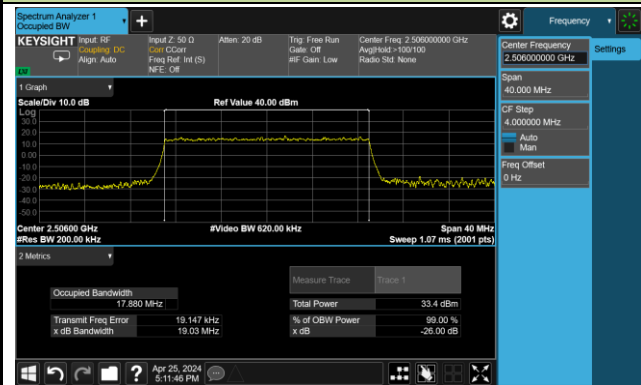 Spectrum Analyzer 1
Occupied BW
Frequency
KEYSIGHT
Input: RF
Coupling: DC
Align: Auto
Input Z: 50 Ω
Corr CCorr
Freq Ref: Int (S)
NFE: Off
Atten: 20 dB
Trig: Free Run
Gate: Off
#IF Gain: Low
Center Freq: 2.506000000 GHz
Avg|Hold:>100/100
Radio Std: None
Center Frequency
2.506000000 GHz
Settings
Span
40.000 MHz
CF Step
4.000000 MHz
Auto
Man
Freq Offset
0 Hz
1 Graph
Scale/Div 10.0 dB
Ref Value 40.00 dBm
Log
30.0
20.0
10.0
0.00
-10.0
-20.0
-30.0
-40.0
-50.0
Center 2.50600 GHz
#Video BW 620.00 kHz
Span 40 MHz
#Res BW 200.00 kHz
Sweep 1.07 ms (2001 pts)
2 Metrics
Measure Trace
Trace 1
Occupied Bandwidth
17.880 MHz
Total Power
33.4 dBm
Transmit Freq Error
19.147 kHz
% of OBW Power
99.00 %
x dB Bandwidth
19.03 MHz
x dB
-26.00 dB
Apr 25, 2024
5:11:46 PM